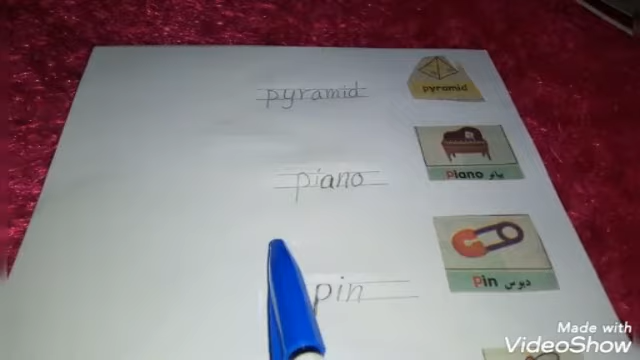 pyramid
pyramid
piano
piano بيانو
pin
pin دبوس
Made with
VideoShow